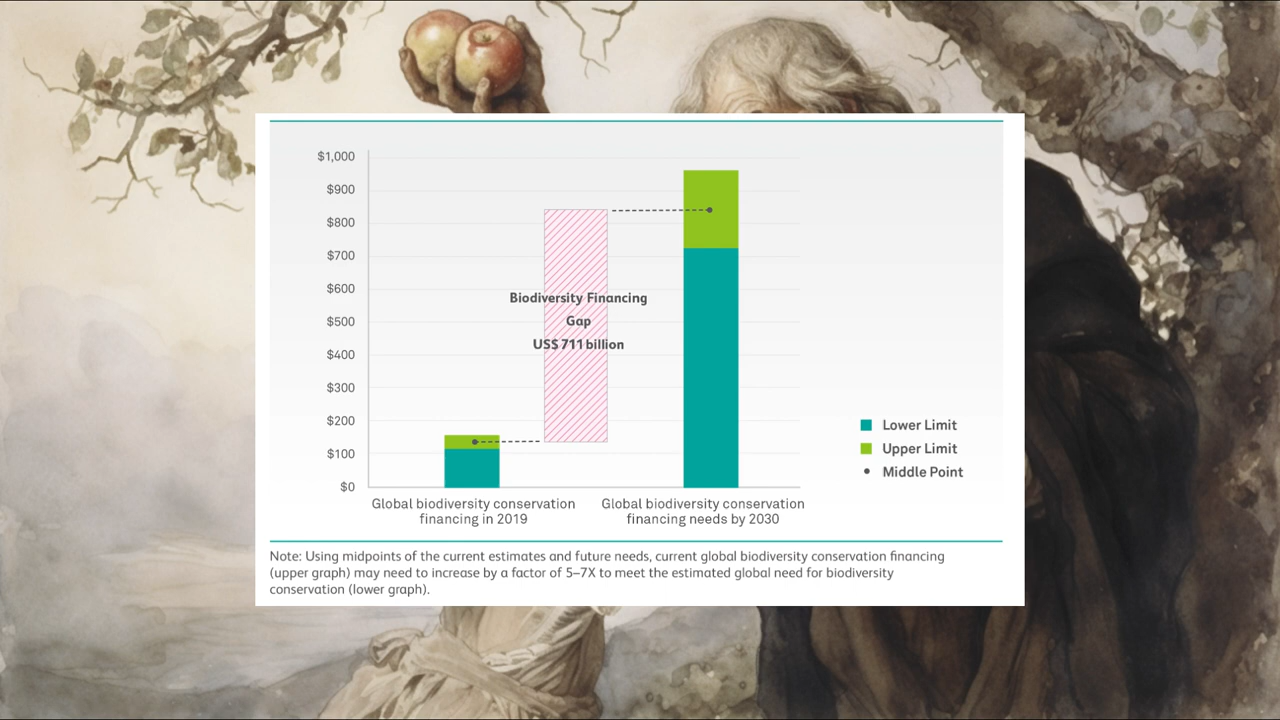 $1,000
$900
$800
$700
$600
$500
$400
$300
$200
$100
$0
Biodiversity Financing
Gap
US$ 711 billion
Lower Limit
Upper Limit
Middle Point
Global biodiversity conservation
financing in 2019
Global biodiversity conservation
financing needs by 2030
Note: Using midpoints of the current estimates and future needs, current global biodiversity conservation financing
(upper graph) may need to increase by a factor of 5–7X to meet the estimated global need for biodiversity
conservation (lower graph).